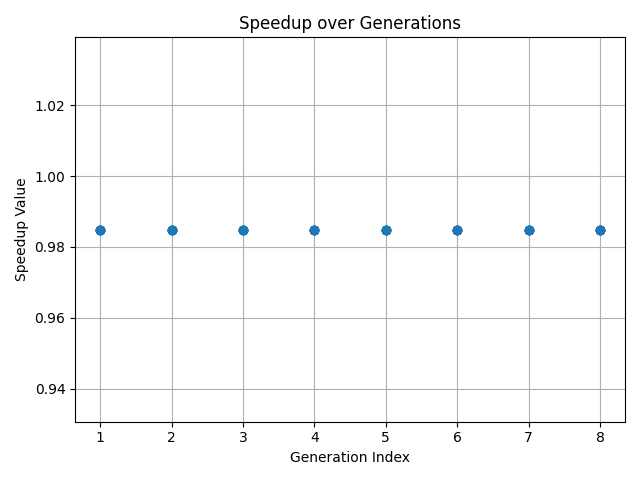 Speedup over Generations
Speedup Value
1.02
1.00
0.98
0.96
0.94
1 2 3 4 5 6 7 8
Generation Index